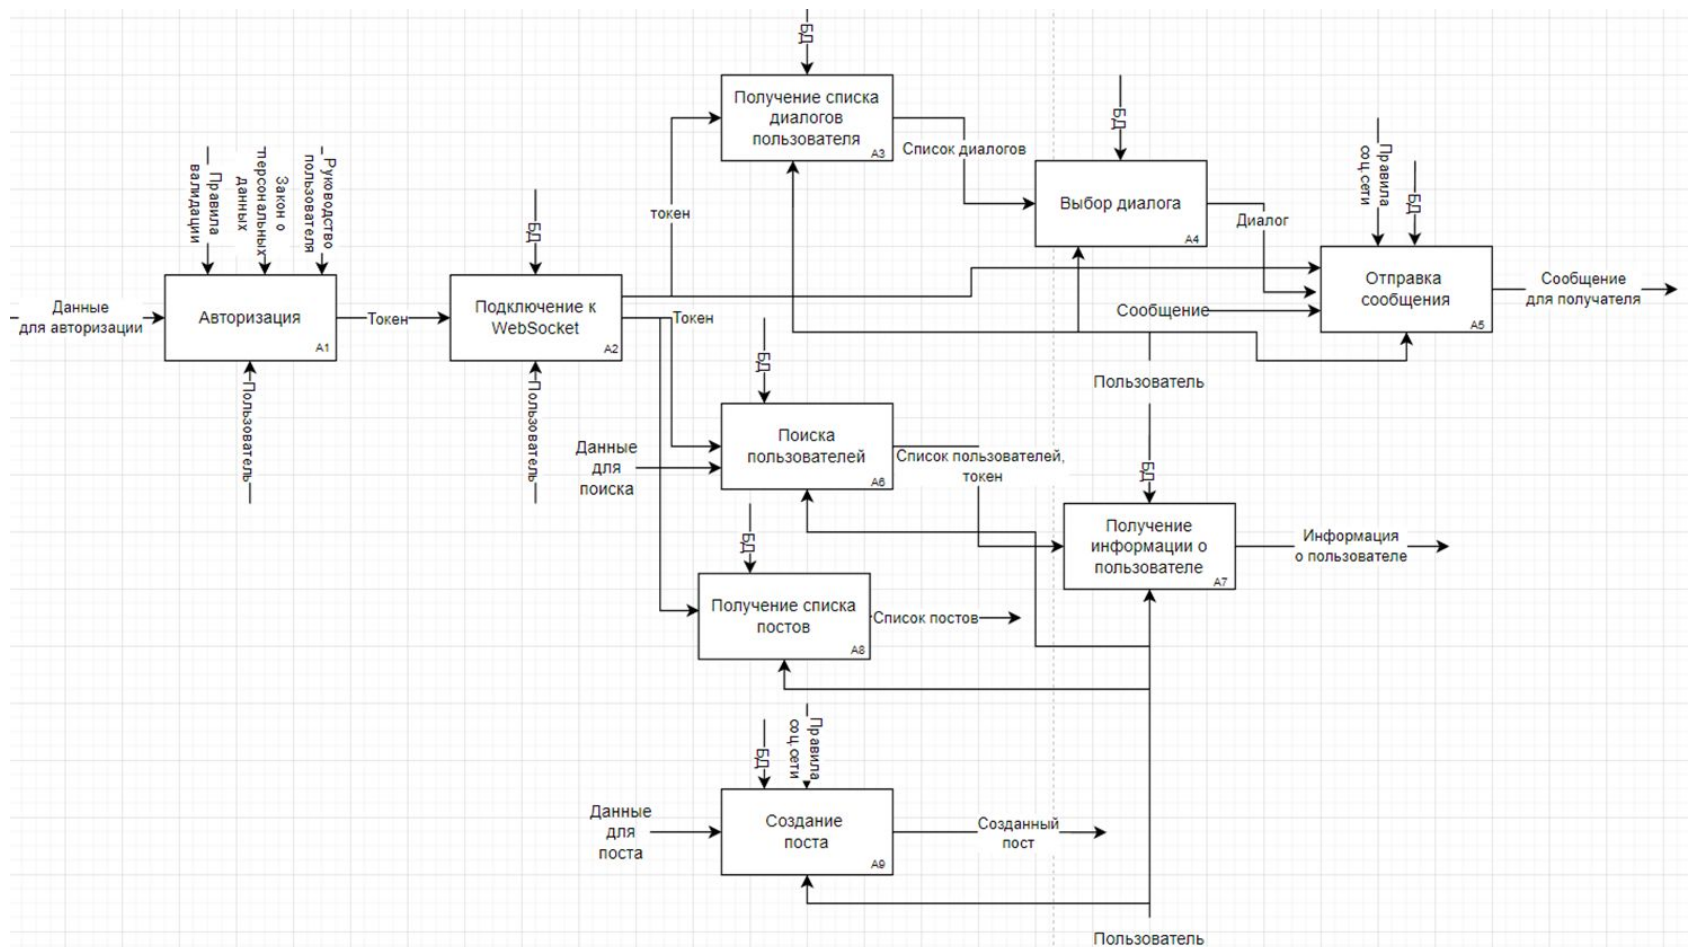 БД
Получение списка
диалогов
пользователя
A3
Список диалогов
БД
Выбор диалога
A4
Диалог
Правила
соц.сети
БД
Отправка
сообщения
A5
Сообщение
для получателя
Правила
валидации
Закон о
персональных
данных
Руководство
пользователя
Данные
для авторизации
Авторизация
A1
Пользователь
Токен
БД
Подключение к
WebSocket
A2
Пользователь
токен
Токен
Сообщение
Пользователь
БД
Данные
для
поиска
Поиска
пользователей
A6
Список пользователей,
токен
БД
Получение
информации о
пользователе
A7
Информация
о пользователе
БД
Получение списка
постов
A8
Список постов
БД
Правила
соц.сети
Данные
для
поста
Создание
поста
A9
Созданный
пост
Пользователь